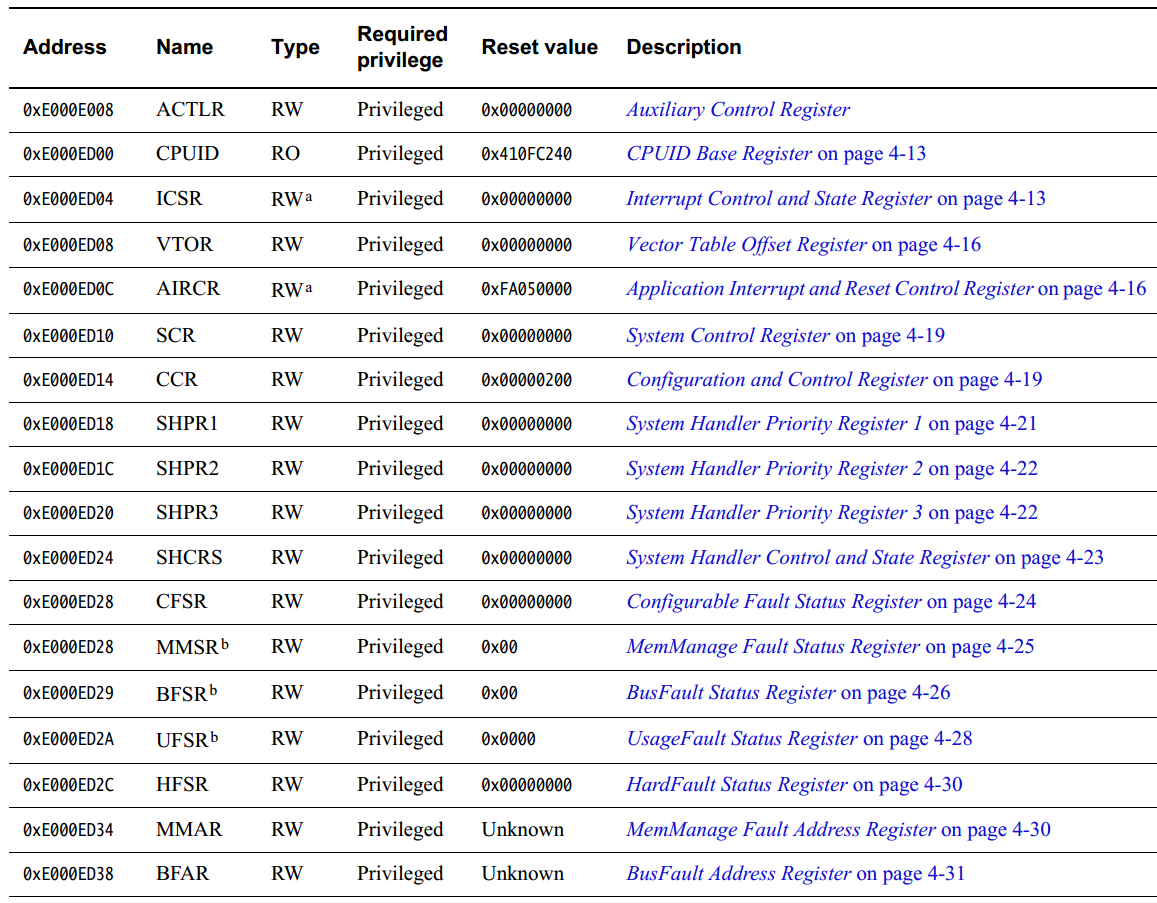 Address Name Type Required privilege Reset value Description
0xE000E008 ACTLR RW Privileged 0x00000000 Auxiliary Control Register
0xE000ED00 CPUID RO Privileged 0x410FC240 CPUID Base Register on page 4-13
0xE000ED04 ICSR RWa Privileged 0x00000000 Interrupt Control and State Register on page 4-13
0xE000ED08 VTOR RW Privileged 0x00000000 Vector Table Offset Register on page 4-16
0xE000ED0C AIRCR RWa Privileged 0xFA050000 Application Interrupt and Reset Control Register on page 4-16
0xE000ED10 SCR RW Privileged 0x00000000 System Control Register on page 4-19
0xE000ED14 CCR RW Privileged 0x00000200 Configuration and Control Register on page 4-19
0xE000ED18 SHPR1 RW Privileged 0x00000000 System Handler Priority Register 1 on page 4-21
0xE000ED1C SHPR2 RW Privileged 0x00000000 System Handler Priority Register 2 on page 4-22
0xE000ED20 SHPR3 RW Privileged 0x00000000 System Handler Priority Register 3 on page 4-22
0xE000ED24 SHCRS RW Privileged 0x00000000 System Handler Control and State Register on page 4-23
0xE000ED28 CFSR RW Privileged 0x00000000 Configurable Fault Status Register on page 4-24
0xE000ED28 MMSRb RW Privileged 0x00 MemManage Fault Status Register on page 4-25
0xE000ED29 BFSRb RW Privileged 0x00 BusFault Status Register on page 4-26
0xE000ED2A UFSRb RW Privileged 0x0000 UsageFault Status Register on page 4-28
0xE000ED2C HFSR RW Privileged 0x00000000 HardFault Status Register on page 4-30
0xE000ED34 MMAR RW Privileged Unknown MemManage Fault Address Register on page 4-30
0xE000ED38 BFAR RW Privileged Unknown BusFault Address Register on page 4-31